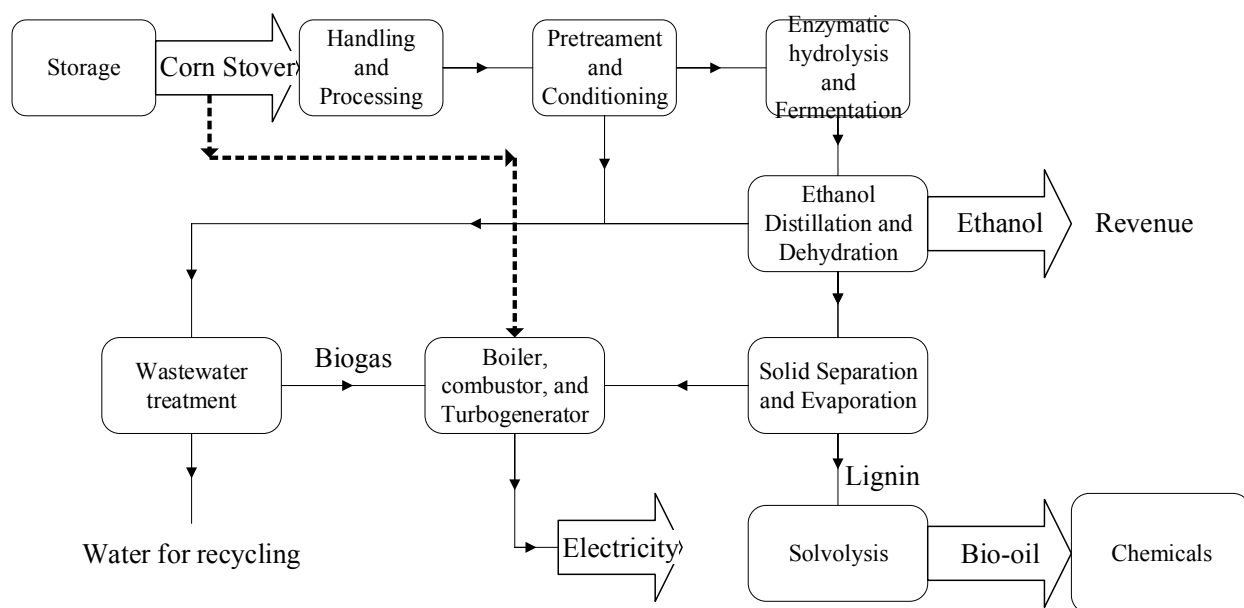 Storage
Corn Stover
Handling
and
Processing
Pretreament
and
Conditioning
Enzymatic
hydrolysis
and
Fermentation
Ethanol
Distillation and
Dehydration
Ethanol
Revenue
Wastewater
treatment
Biogas
Boiler,
combustor, and
Turbogenerator
Solid Separation
and Evaporation
Lignin
Water for recycling
Electricity
Solvolysis
Bio-oil
Chemicals